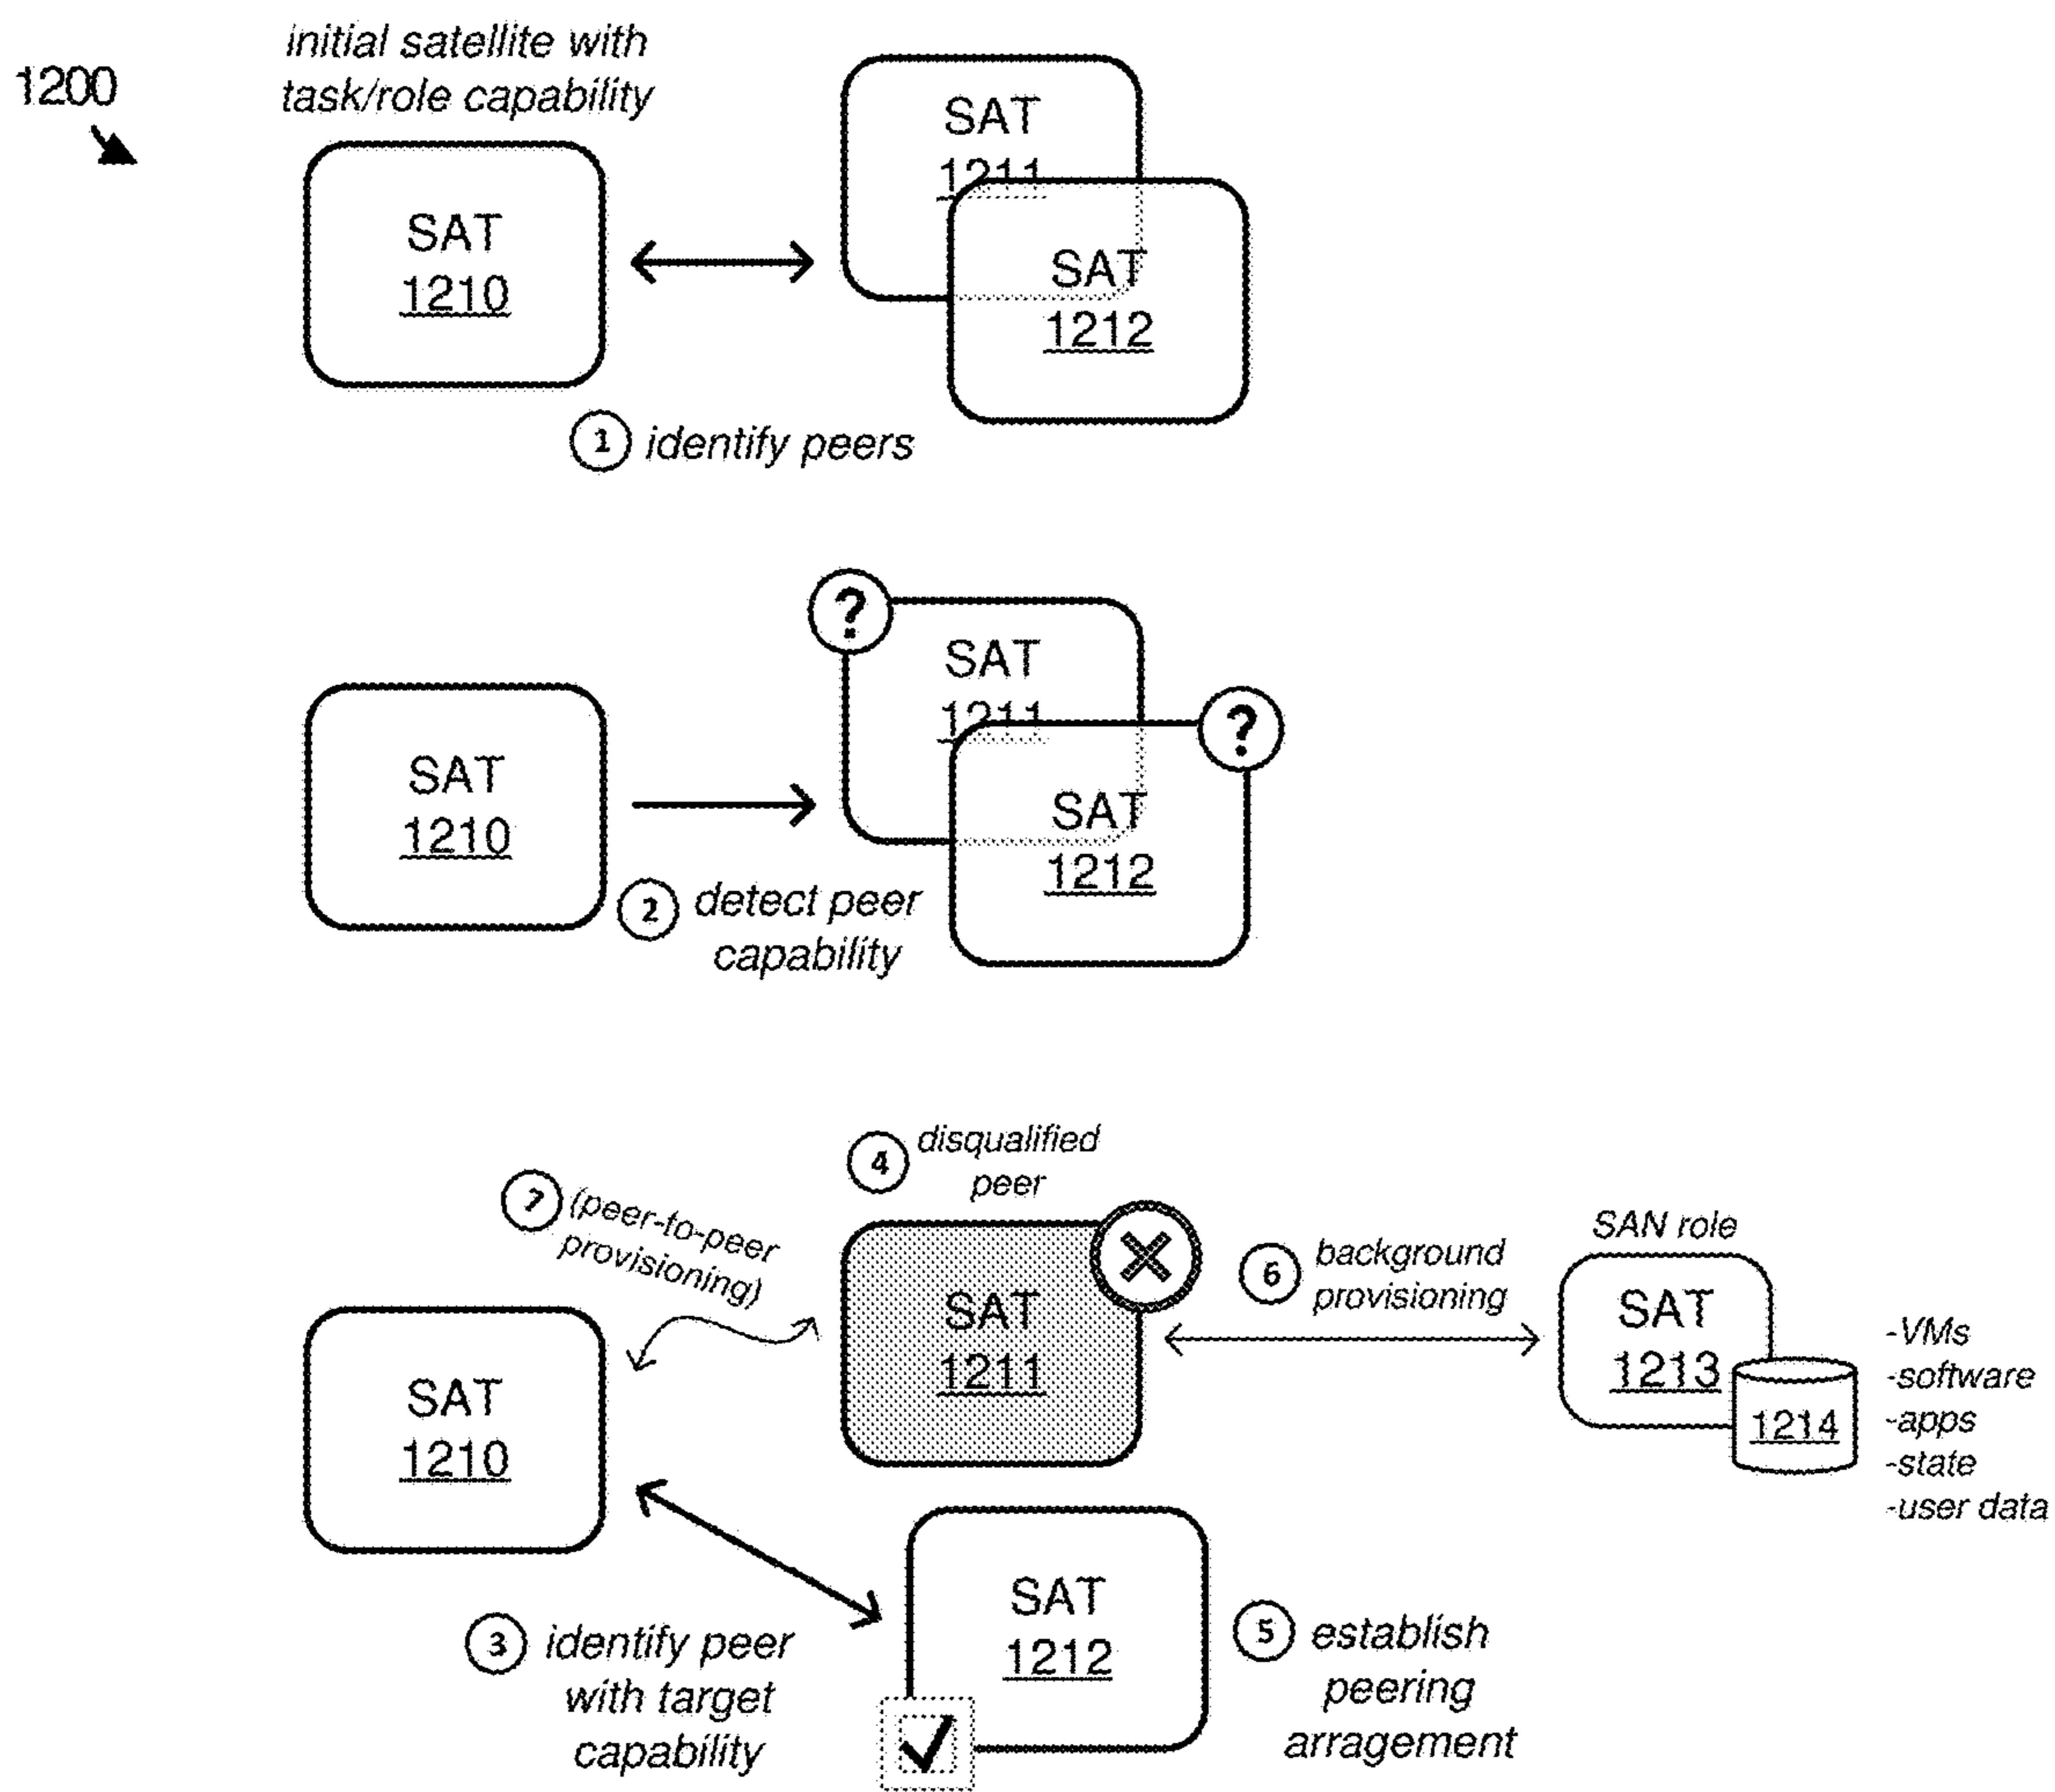 1200
initial satellite with
task/role capability
SAT
1210
SAT
1211
SAT
1212
1 identify peers
SAT
1210
?
SAT
1211
?
SAT
1212
2 detect peer
capability
4 disqualified
peer
7 (peer-to-peer
provisioning)
SAT
1211
6 background
provisioning
SAN role
SAT
1213
1214
-VMs
-software
-apps
-state
-user data
SAT
1210
3 identify peer
with target
capability
SAT
1212
5 establish
peering
arragement